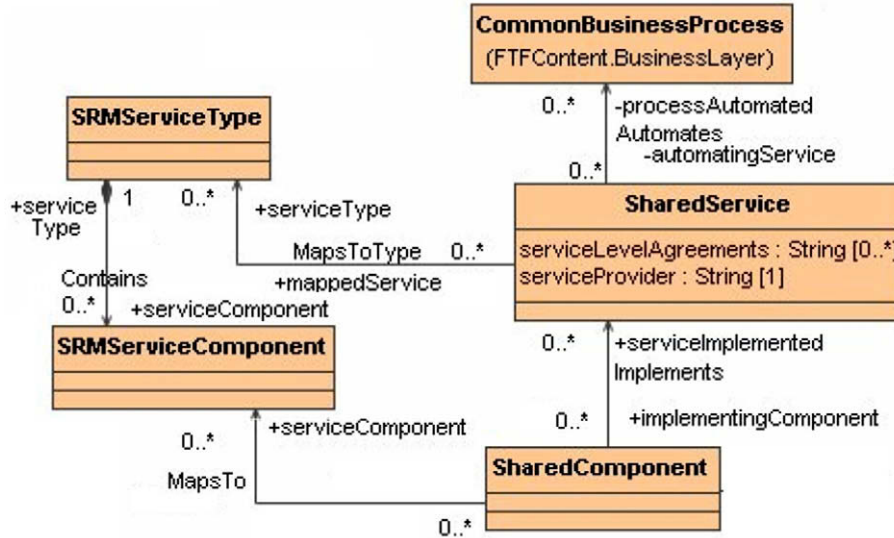 CommonBusinessProcess
(FTFContent.BusinessLayer)
0..*
-processAutomated
Automates
-automatingService
0..*
SRMServiceType
+service
Type
1
0..*
+serviceType
MapsToType
0..*
+mappedService
SharedService
serviceLevelAgreements : String [0..*]
serviceProvider : String [1]
Contains
0..*
+serviceComponent
SRMServiceComponent
0..*
+serviceImplemented
Implements
0..*
+implementingComponent
+serviceComponent
0..*
MapsTo
SharedComponent
0..*